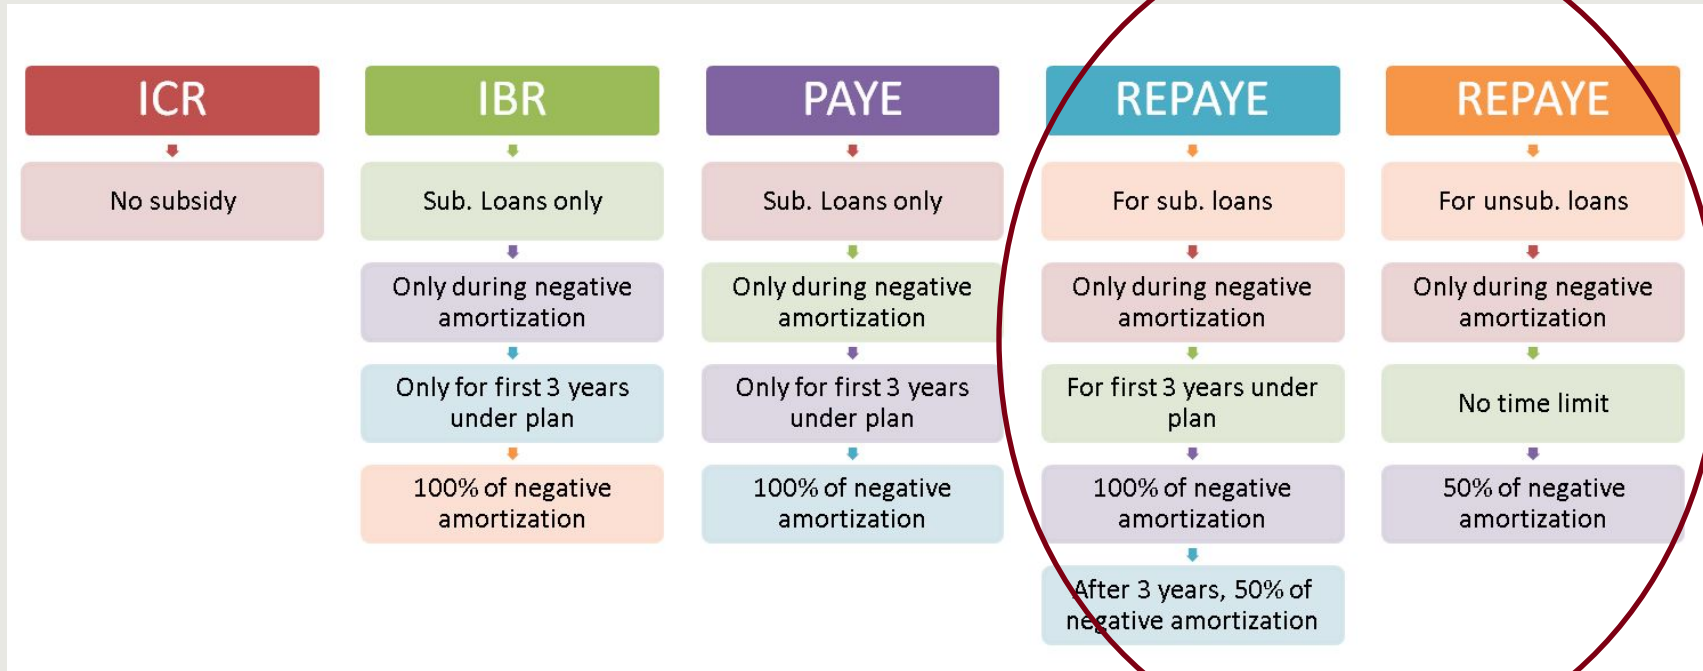 ICR
No subsidy
IBR
Sub. Loans only
Only during negative
amortization
Only for first 3 years
under plan
100% of negative
amortization
PAYE
Sub. Loans only
Only during negative
amortization
Only for first 3 years
under plan
100% of negative
amortization
REPAYE
For sub. loans
Only during negative
amortization
For first 3 years under
plan
100% of negative
amortization
After 3 years, 50% of
negative amortization
REPAYE
For unsub. loans
Only during negative
amortization
No time limit
50% of negative
amortization